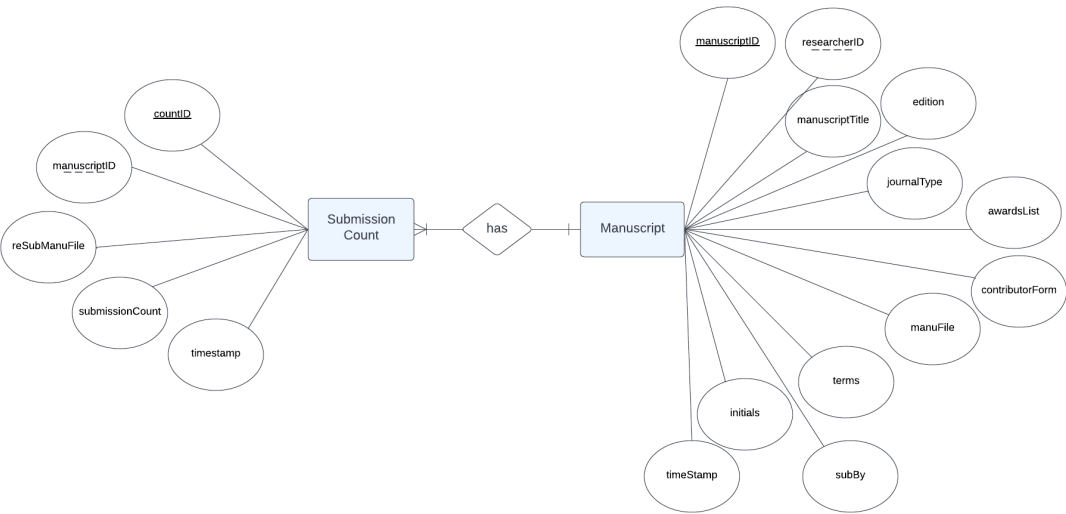 manuscriptID
researcherID
countID
manuscriptTitle
edition
manuscriptID
journalType
awardsList
Submission
Count
has
Manuscript
reSubManuFile
contributorForm
submissionCount
manuFile
timestamp
terms
initials
timeStamp
subBy